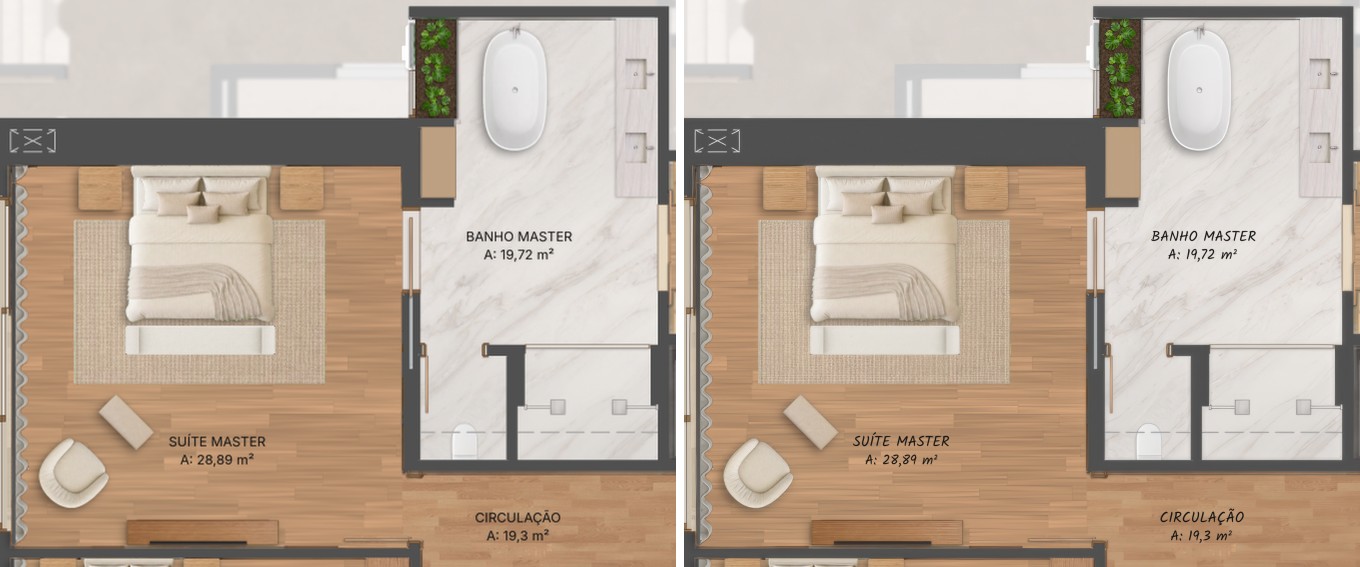 BANHO MASTER
A: 19,72 m²
SUÍTE MASTER
A: 28,89 m²
CIRCULAÇÃO
A: 19,3 m²
BANHO MASTER
A: 19,72 m²
SUÍTE MASTER
A: 28,89 m²
CIRCULAÇÃO
A: 19,3 m²